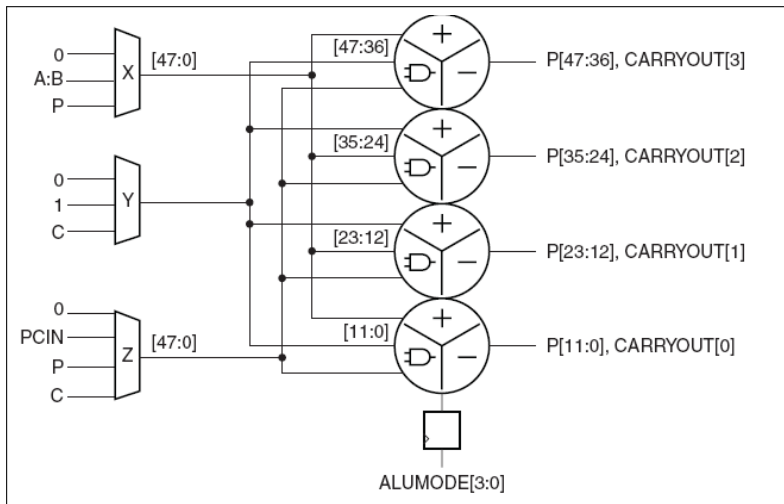 0
A:B
P
X
[47:0]
[47:36]
P[47:36], CARRYOUT[3]
0
1
C
Y
[35:24]
P[35:24], CARRYOUT[2]
[23:12]
P[23:12], CARRYOUT[1]
0
PCIN
P
C
Z
[47:0]
[11:0]
P[11:0], CARRYOUT[0]
ALUMODE[3:0]